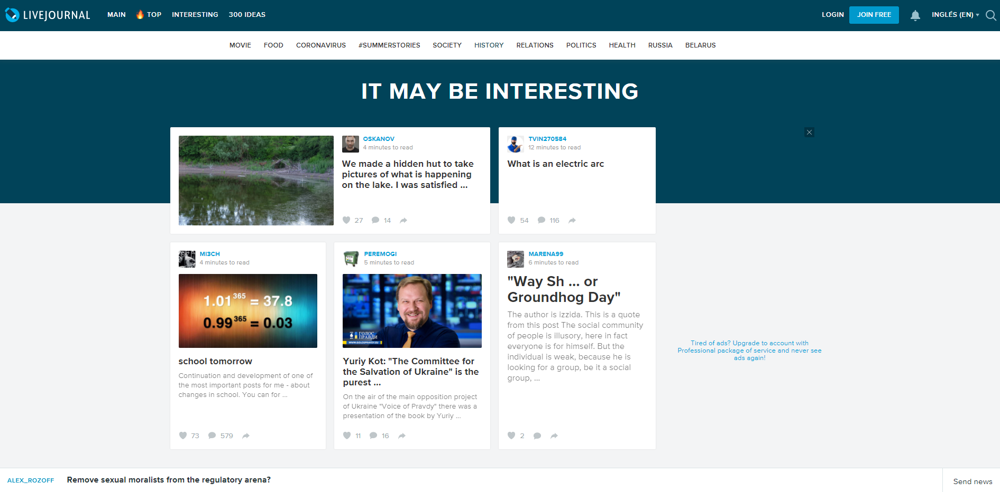 LIVEJOURNAL
MAIN
TOP
INTERESTING
300 IDEAS
LOGIN
JOIN FREE
INGLÉS (EN)
MOVIE
FOOD
CORONAVIRUS
#SUMMERSTORIES
SOCIETY
HISTORY
RELATIONS
POLITICS
HEALTH
RUSSIA
BELARUS
IT MAY BE INTERESTING
OSKANOV
4 minutes to read
We made a hidden hut to take
pictures of what is happening
on the lake. I was satisfied ...
27
14
TVIN270584
12 minutes to read
What is an electric arc
54
116
MI3CH
4 minutes to read
1.01^365 = 37.8
0.99^365 = 0.03
school tomorrow
Continuation and development of one of
the most important posts for me - about
changes in school. You can for ...
73
579
PEREMOGI
5 minutes to read
ГОЛОС
ПРАВДИ
WWW.GOLOSPRAVDY.EU
Yuriy Kot: "The Committee for
the Salvation of Ukraine" is the
purest ...
On the air of the main opposition project
of Ukraine "Voice of Pravdy" there was a
presentation of the book by Yuriy ...
11
16
MARENA99
6 minutes to read
"Way Sh ... or
Groundhog Day"
The author is izzida. This is a quote
from this post The social community
of people is illusory, here in fact
everyone is for himself. But the
individual is weak, because he is
looking for a group, be it a social
group, ...
2
Tired of ads? Upgrade to account with
Professional package of service and never see
ads again!
ALEX_ROZOFF
Remove sexual moralists from the regulatory arena?
Send news